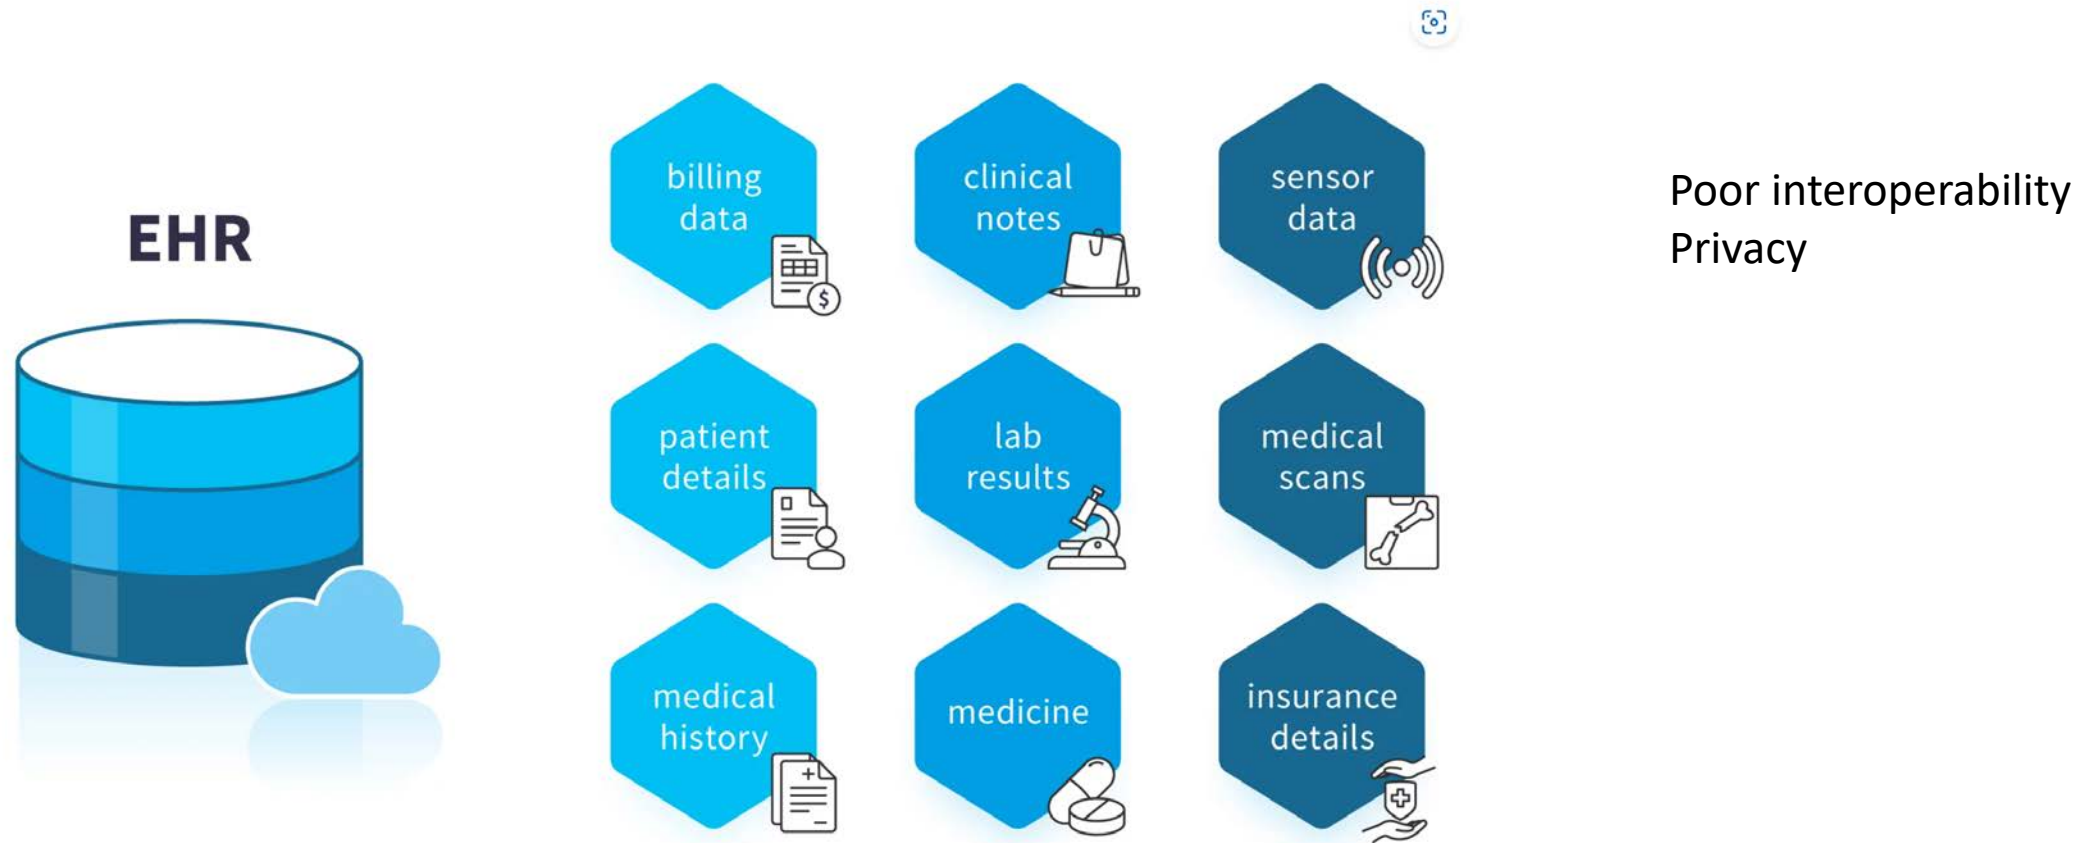 EHR
billing
data
clinical
notes
sensor
data
patient
details
lab
results
medical
scans
medical
history
medicine
insurance
details
Poor interoperability
Privacy
$